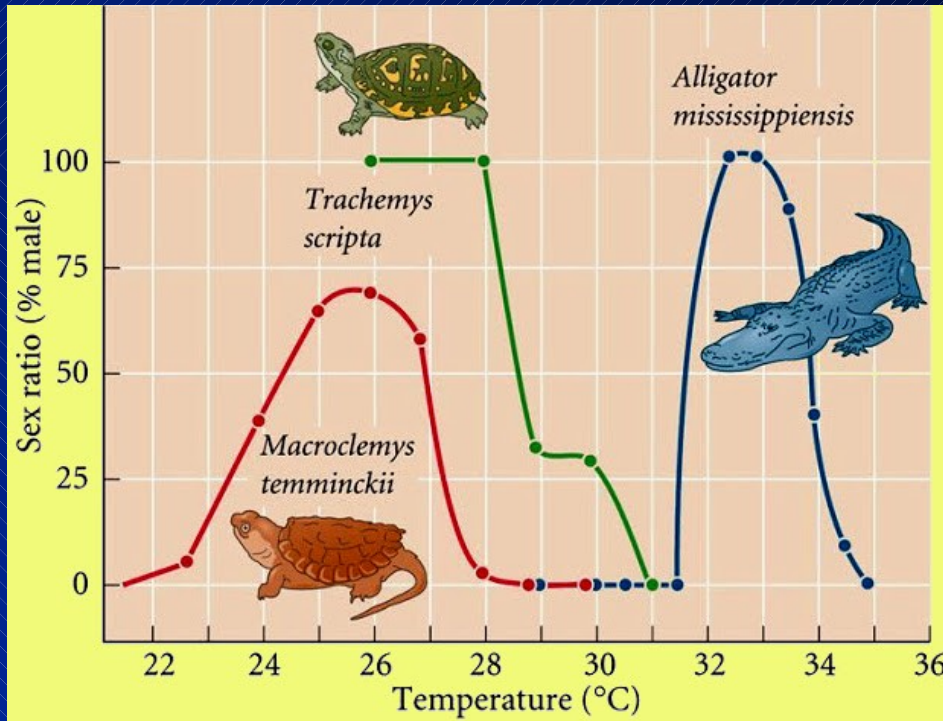 Alligator
mississippiensis
100
Trachemys
scripta
75
50
Macroclemys
temminckii
25
0
Sex ratio (% male)
22 24 26 28 30 32 34 36
Temperature (°C)